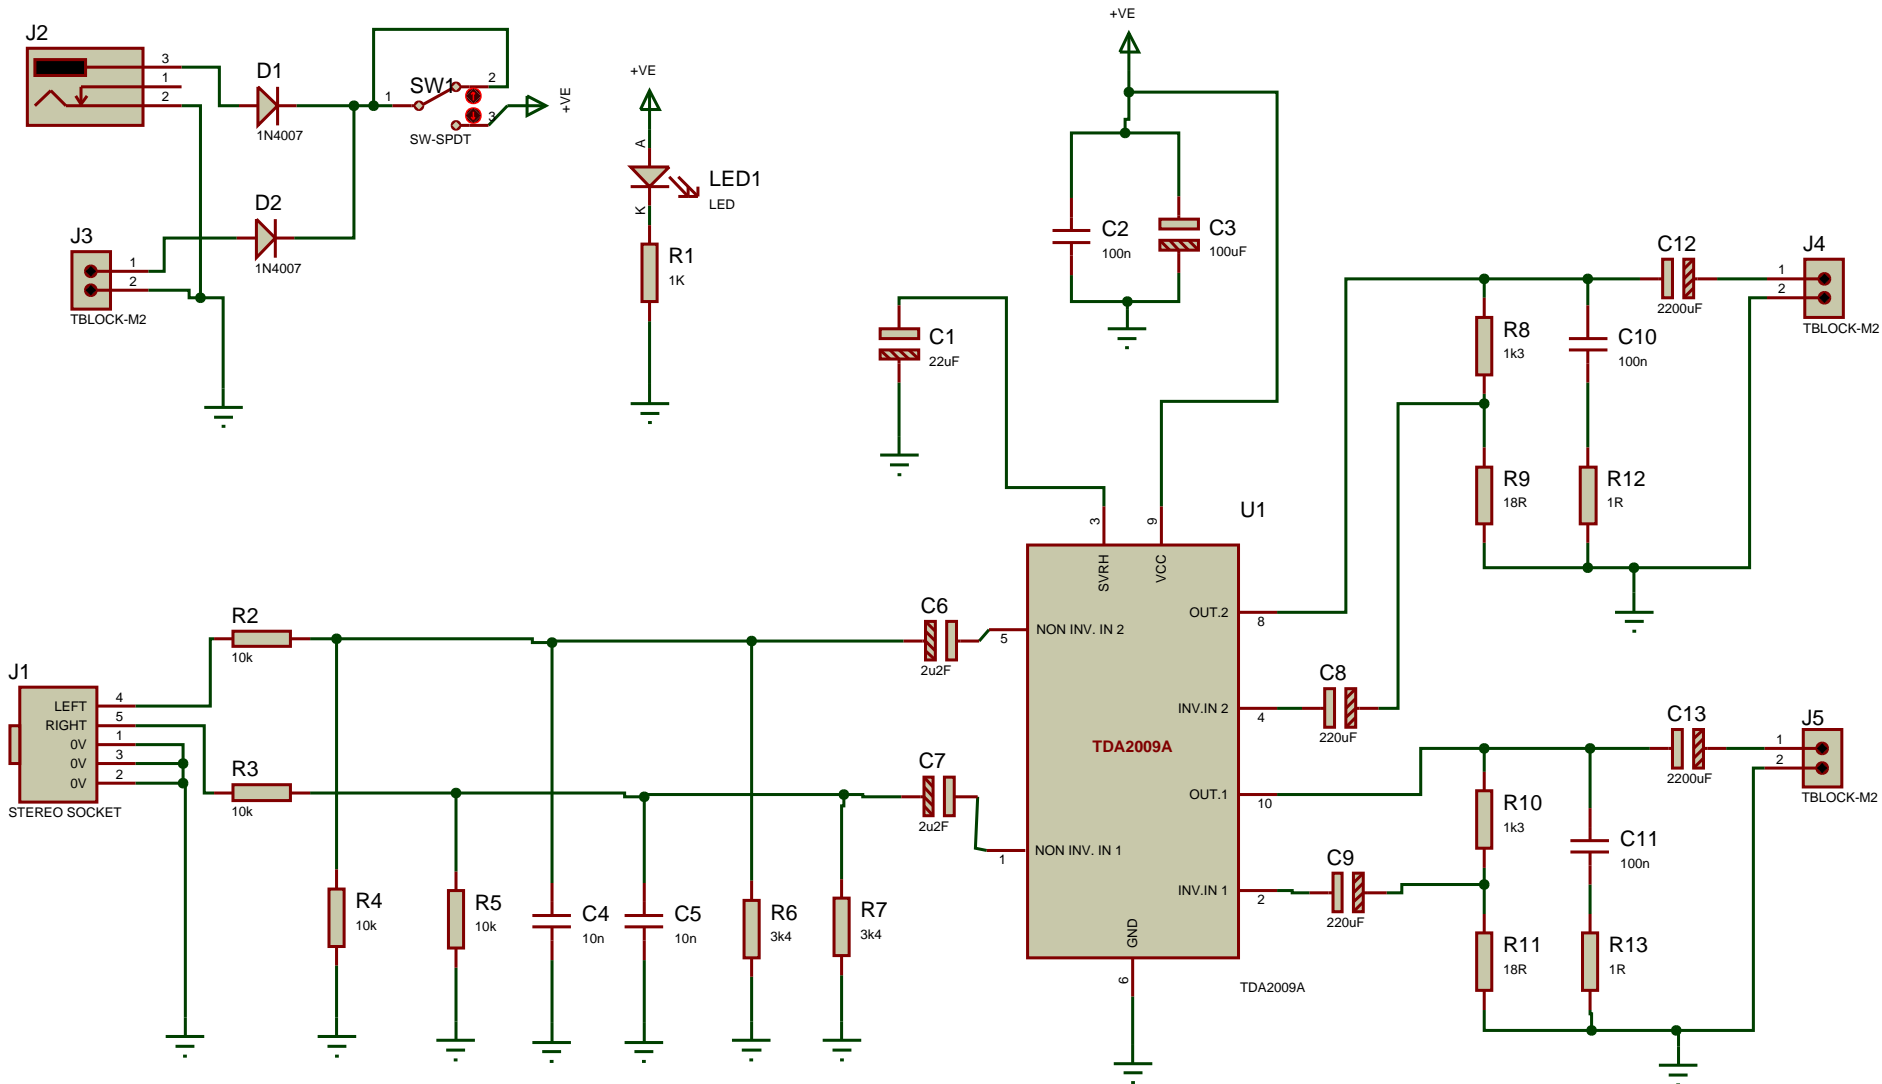 J2
3
1
2
D1
1N4007
SW1
1
2
3
SW-SPDT
+VE
D2
1N4007
J3
1
2
TBLOCK-M2
+VE
A
K
LED1
LED
R1
1K
+VE
C2
100n
C3
100uF
C1
22uF
C12
2200uF
J4
1
2
TBLOCK-M2
R8
1k3
C10
100n
R9
18R
R12
1R
U1
3
9
SVRH
VCC
NON INV. IN 2
5
OUT.2
8
INV.IN 2
4
TDA2009A
OUT.1
10
NON INV. IN 1
1
INV.IN 1
2
GND
6
TDA2009A
J1
LEFT
4
RIGHT
5
0V
1
0V
3
0V
2
STEREO SOCKET
R2
10k
R3
10k
R4
10k
R5
10k
C4
10n
C5
10n
R6
3k4
R7
3k4
C6
2u2F
C7
2u2F
C8
220uF
C9
220uF
C13
2200uF
J5
1
2
TBLOCK-M2
R10
1k3
C11
100n
R11
18R
R13
1R